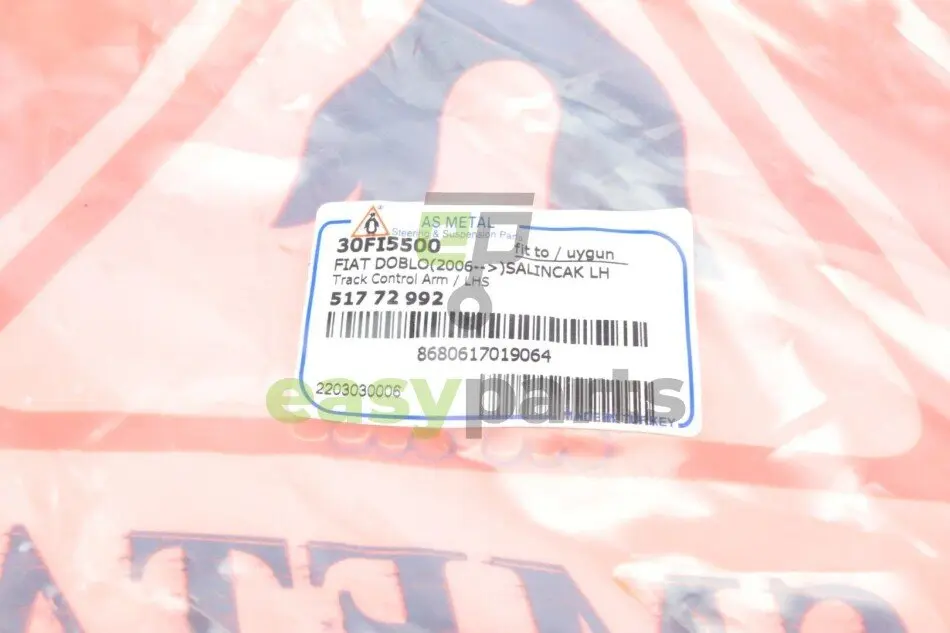 AS METAL
Steering & Suspension Parts
30FI5500
fit to / uygun
FIAT DOBLO(2006-->)SALINCAK LH
Track Control Arm / LHS
517 72 992
8680617019064
2203030006
easyparts
MADE IN TURKEY